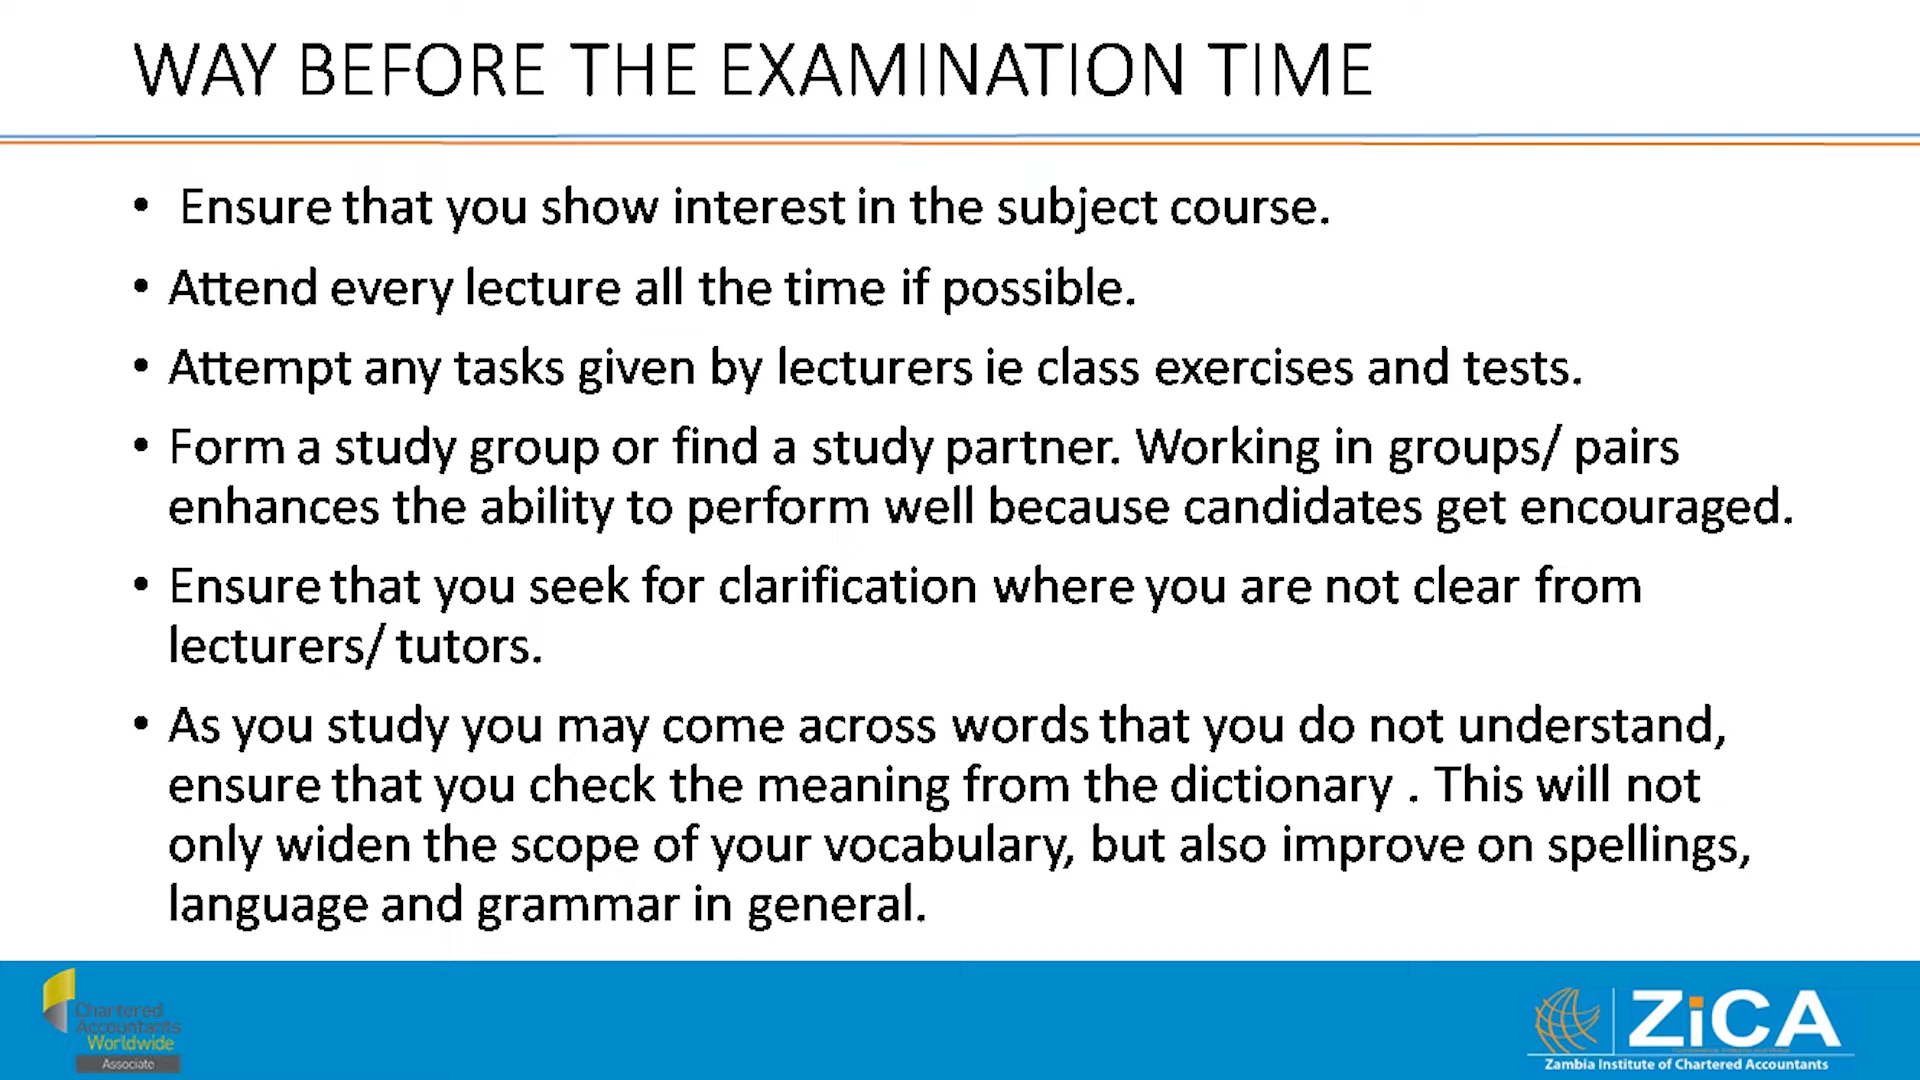 WAY BEFORE THE EXAMINATION TIME
• Ensure that you show interest in the subject course.
• Attend every lecture all the time if possible.
• Attempt any tasks given by lecturers ie class exercises and tests.
• Form a study group or find a study partner. Working in groups/ pairs
enhances the ability to perform well because candidates get encouraged.
• Ensure that you seek for clarification where you are not clear from
lecturers/ tutors.
• As you study you may come across words that you do not understand,
ensure that you check the meaning from the dictionary . This will not
only widen the scope of your vocabulary, but also improve on spellings,
language and grammar in general.
Chartered
Accountants
Worldwide
Associate
ZiCA
Zambia Institute of Chartered Accountants